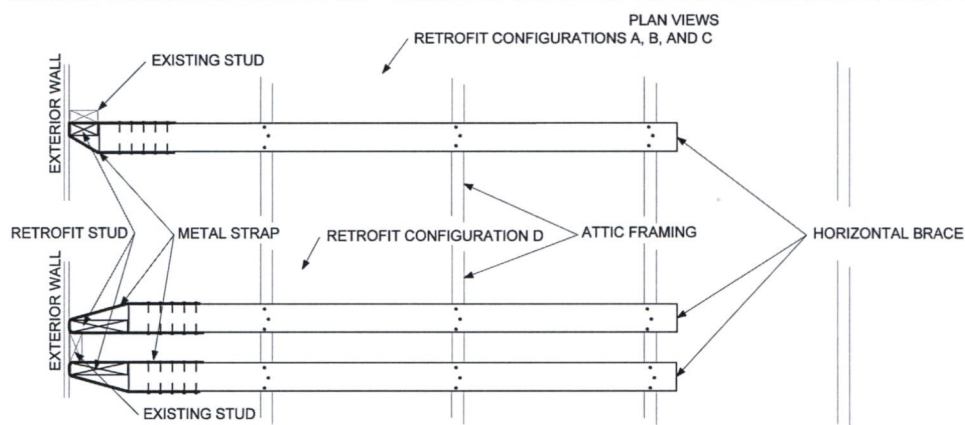 PLAN VIEWS
RETROFIT CONFIGURATIONS A, B, AND C
EXISTING STUD
EXTERIOR WALL
RETROFIT STUD
METAL STRAP
RETROFIT CONFIGURATION D
ATTIC FRAMING
HORIZONTAL BRACE
EXTERIOR WALL
EXISTING STUD